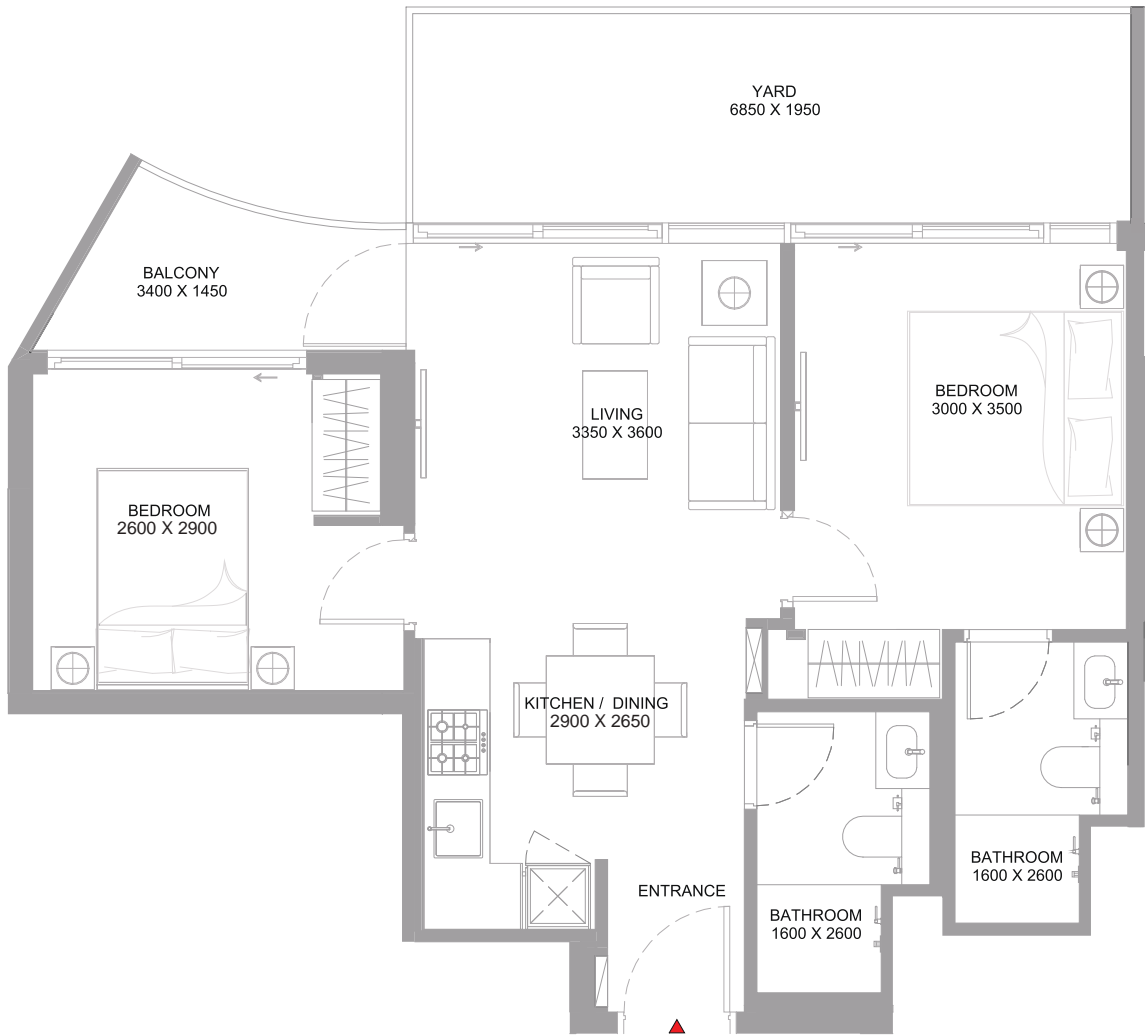 YARD
6850 X 1950
BALCONY
3400 X 1450
BEDROOM
3000 X 3500
LIVING
3350 X 3600
BEDROOM
2600 X 2900
KITCHEN / DINING
2900 X 2650
BATHROOM
1600 X 2600
ENTRANCE
BATHROOM
1600 X 2600